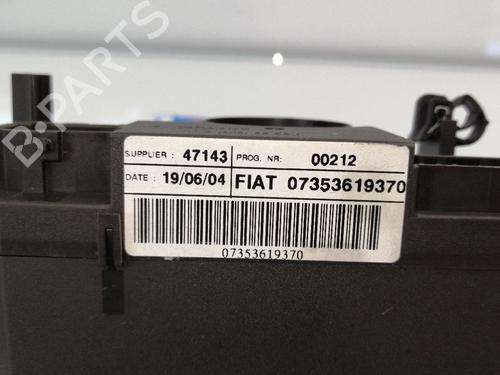 B-PARTS
SUPPLIER : 47143 PROG. NR: 00212
DATE : 19/06/04 FIAT 07353619370
07353619370